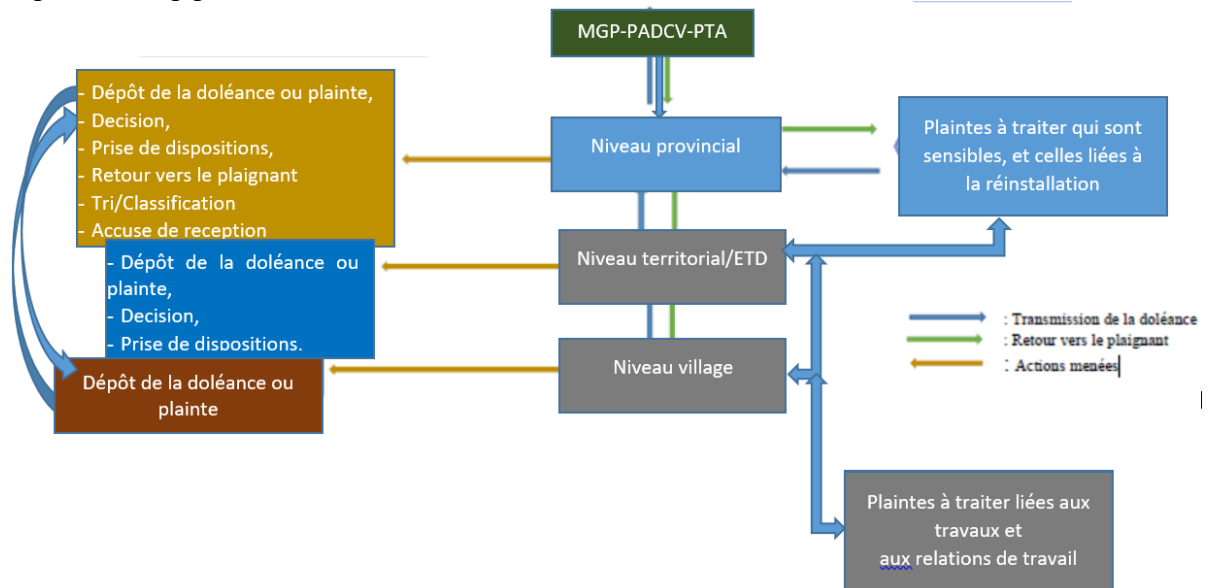 MGP-PADCV-PTA
- Dépôt de la doléance ou plainte,
- Decision,
- Prise de dispositions,
- Retour vers le plaignant
- Tri/Classification
- Accuse de reception
Niveau provincial
Plaintes à traiter qui sont
sensibles, et celles liées à
la réinstallation
- Dépôt de la doléance ou
plainte,
- Decision,
- Prise de dispositions.
Niveau territorial/ETD
: Transmission de la doléance
: Retour vers le plaignant
: Actions menées
Dépôt de la doléance ou
plainte
Niveau village
Plaintes à traiter liées aux
travaux et
aux relations de travail